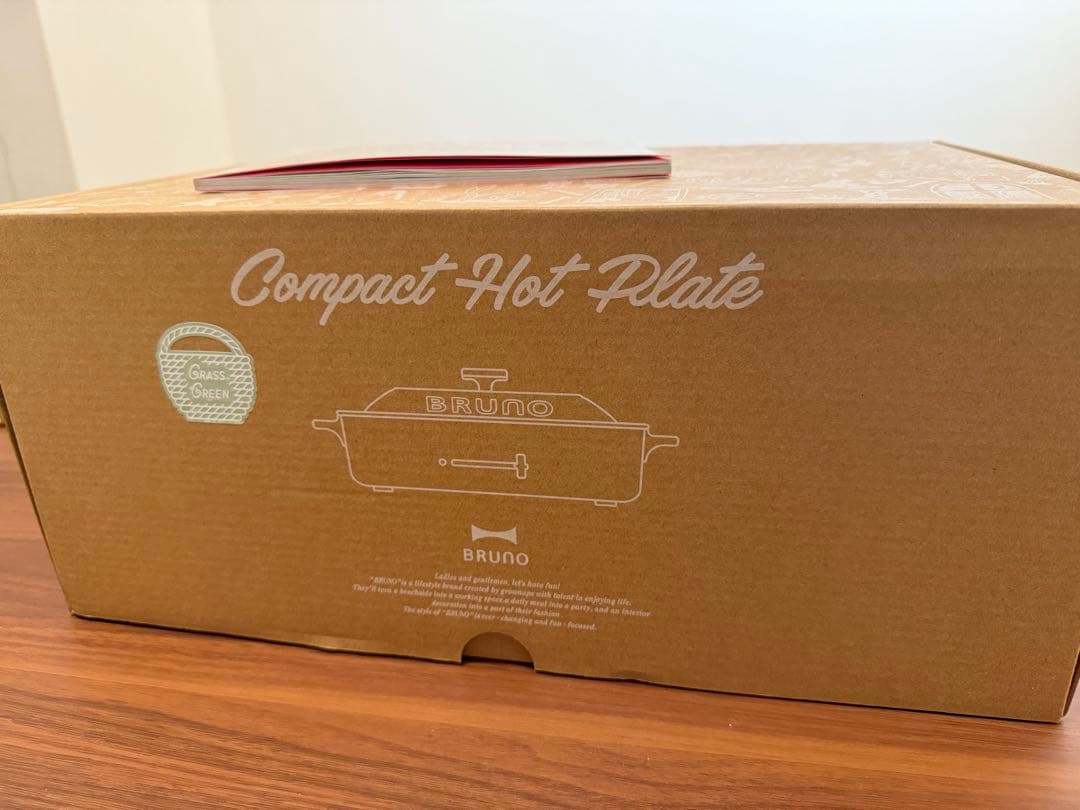 Compact Hot Plate
GRASS
GREEN
BRUNO
BRUNO
Ladies and gentlemen, let's have fun!
"BRUNO" is a lifestyle brand created by grownups with talent in enjoying life.
They'll turn a beachside into a working space,a daily meal into a party, and an interior
decoration into a part of their fashion.
The style of "BRUNO" is ever - changing and fun - focused.